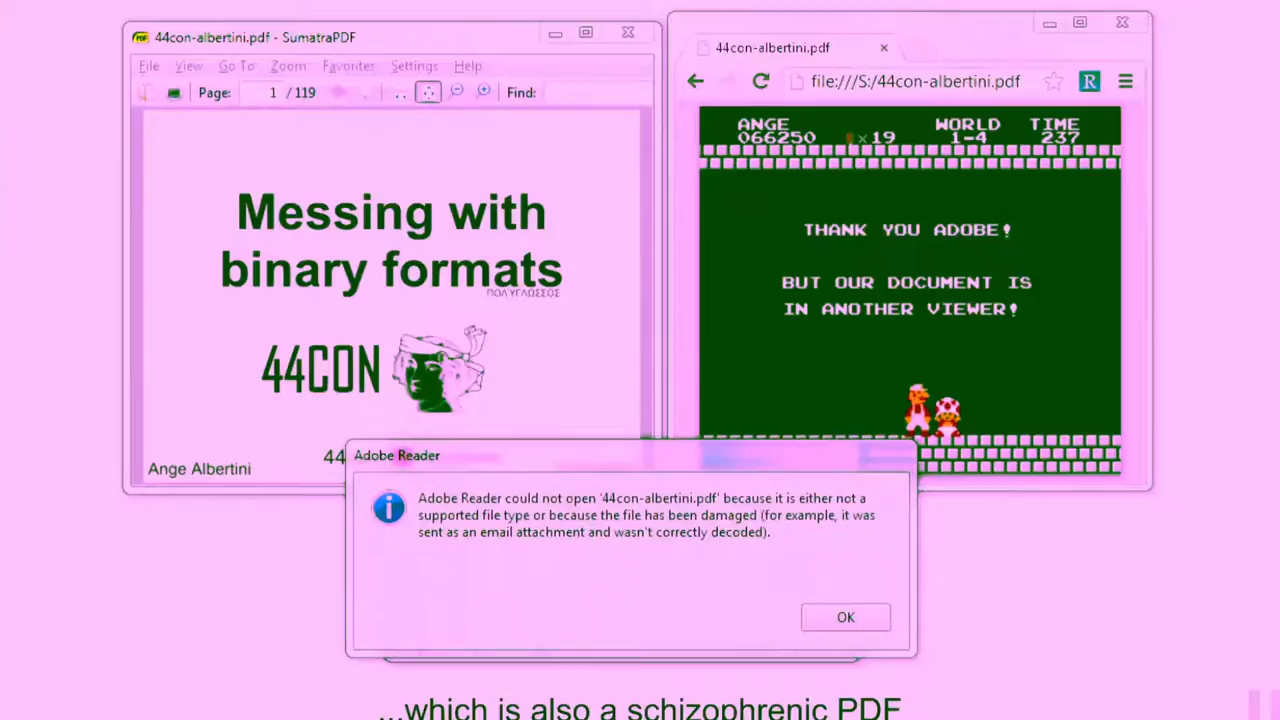 44con-albertini.pdf - SumatraPDF
File View Go To Zoom Favorites Settings Help
Page: 1 / 119 Find:
Messing with
binary formats
ΠΟΛΎΓΛΩΣΣΟΣ
44CON
Ange Albertini
44
44con-albertini.pdf
file:///S:/44con-albertini.pdf
R
ANGE WORLD TIME
066250 ×19 1-4 237
THANK YOU ADOBE!
BUT OUR DOCUMENT IS
IN ANOTHER VIEWER!
Adobe Reader
Adobe Reader could not open '44con-albertini.pdf' because it is either not a
supported file type or because the file has been damaged (for example, it was
sent as an email attachment and wasn't correctly decoded).
OK
...which is also a schizophrenic PDF